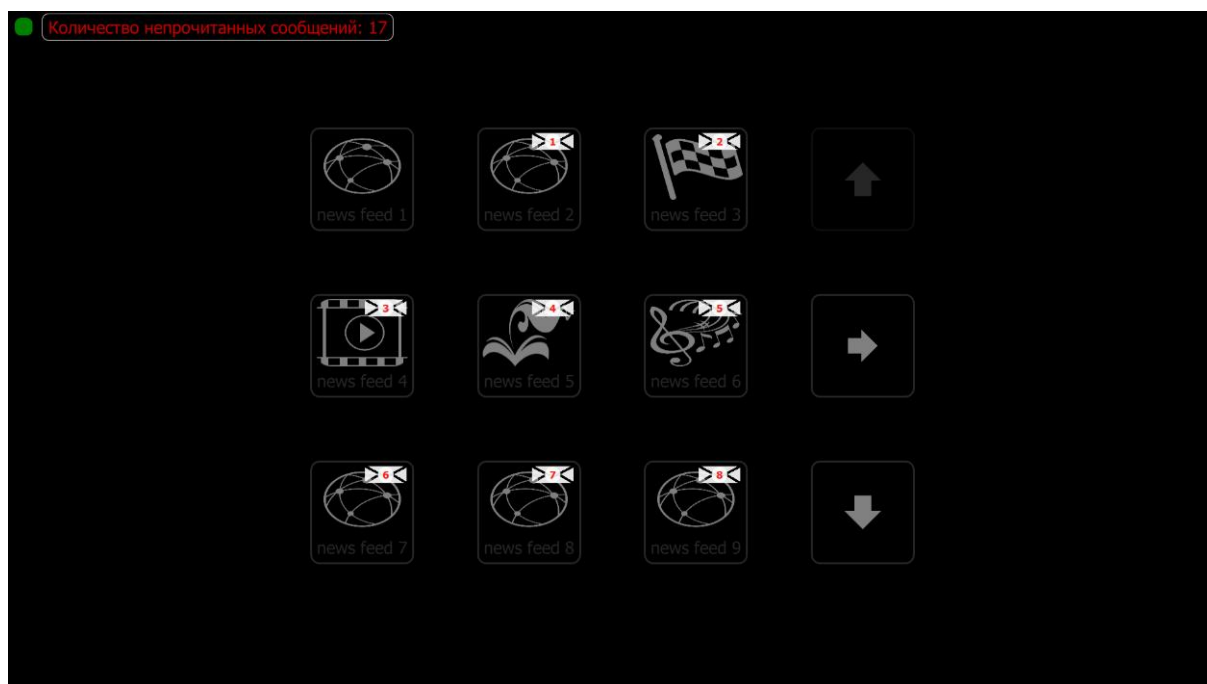 Количество непрочитанных сообщений: 17
1 2
news feed 1 news feed 2 news feed 3
3 4 5
news feed 4 news feed 5 news feed 6
6 7 8
news feed 7 news feed 8 news feed 9